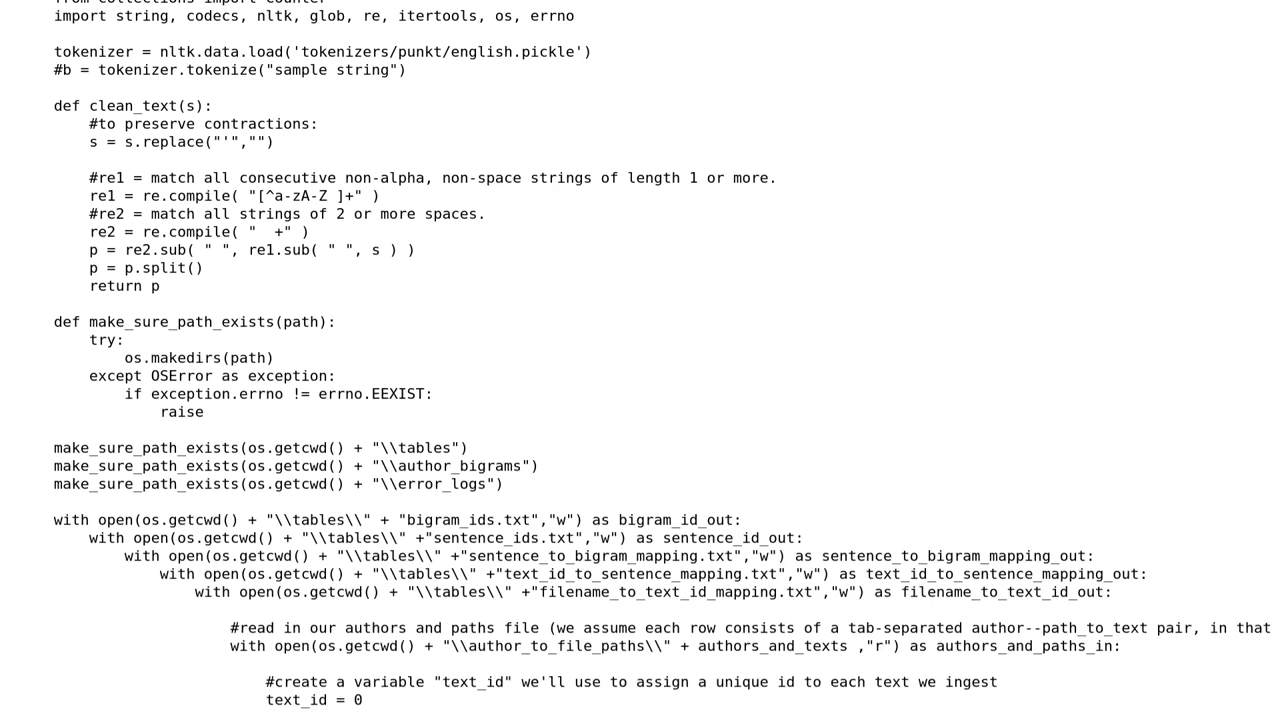 from collections import Counter
import string, codecs, nltk, glob, re, itertools, os, errno
tokenizer = nltk.data.load('tokenizers/punkt/english.pickle')
#b = tokenizer.tokenize("sample string")
def clean_text(s):
#to preserve contractions:
s = s.replace("'","")
#re1 = match all consecutive non-alpha, non-space strings of length 1 or more.
re1 = re.compile( "[^a-zA-Z ]+" )
#re2 = match all strings of 2 or more spaces.
re2 = re.compile( "  +" )
p = re2.sub( " ", re1.sub( " ", s ) )
p = p.split()
return p
def make_sure_path_exists(path):
try:
os.makedirs(path)
except OSError as exception:
if exception.errno != errno.EEXIST:
raise
make_sure_path_exists(os.getcwd() + "\\tables")
make_sure_path_exists(os.getcwd() + "\\author_bigrams")
make_sure_path_exists(os.getcwd() + "\\error_logs")
with open(os.getcwd() + "\\tables\\" + "bigram_ids.txt","w") as bigram_id_out:
with open(os.getcwd() + "\\tables\\" +"sentence_ids.txt","w") as sentence_id_out:
with open(os.getcwd() + "\\tables\\" +"sentence_to_bigram_mapping.txt","w") as sentence_to_bigram_mapping_out:
with open(os.getcwd() + "\\tables\\" +"text_id_to_sentence_mapping.txt","w") as text_id_to_sentence_mapping_out:
with open(os.getcwd() + "\\tables\\" +"filename_to_text_id_mapping.txt","w") as filename_to_text_id_out:
#read in our authors and paths file (we assume each row consists of a tab-separated author--path_to_text pair, in that
with open(os.getcwd() + "\\author_to_file_paths\\" + authors_and_texts ,"r") as authors_and_paths_in:
#create a variable "text_id" we'll use to assign a unique id to each text we ingest
text_id = 0